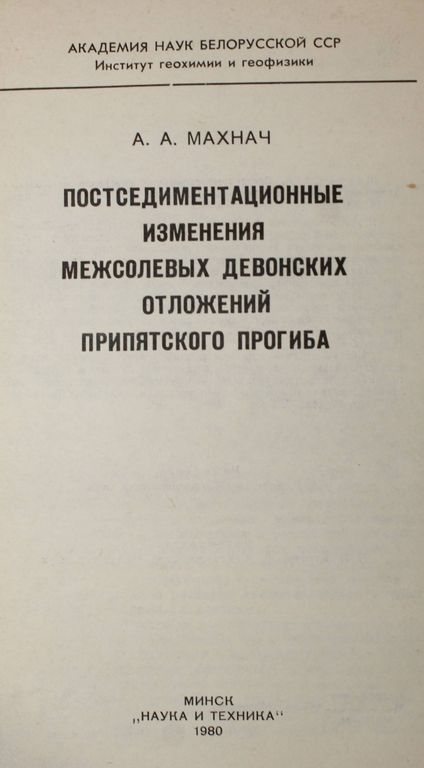 АКАДЕМИЯ НАУК БЕЛОРУССКОЙ ССР
Институт геохимии и геофизики
А. А. МАХНАЧ
ПОСТСЕДИМЕНТАЦИОННЫЕ
ИЗМЕНЕНИЯ
МЕЖСОЛЕВЫХ ДЕВОНСКИХ
ОТЛОЖЕНИЙ
ПРИПЯТСКОГО ПРОГИБА
МИНСК
„НАУКА И ТЕХНИКА“
1980